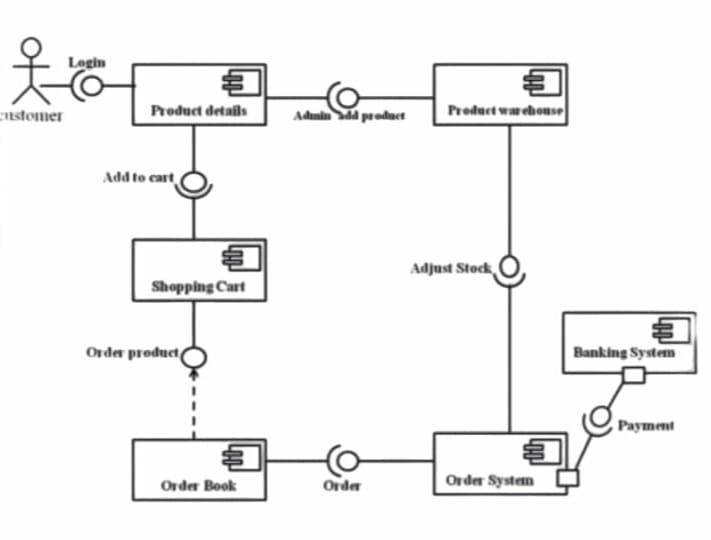 Login
customer
Product details
Admin add product
Product warehouse
Add to cart
Shopping Cart
Adjust Stock
Order product
Banking System
Payment
Order Book
Order
Order System